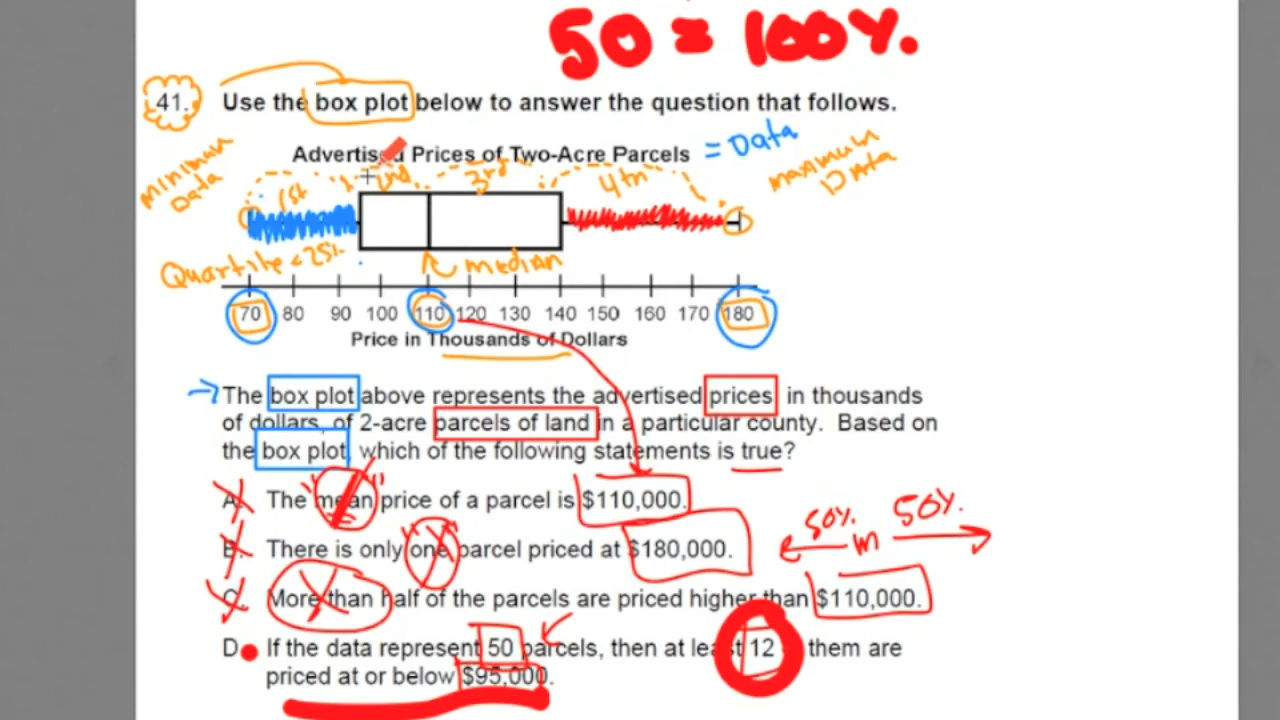 50 = 100%.
41. Use the box plot below to answer the question that follows.
Advertised Prices of Two-Acre Parcels = Data
minimum Data
maximum Data
1st 2nd 3rd 4th
Quartile = 25%
median
70 80 90 100 110 120 130 140 150 160 170 180
Price in Thousands of Dollars
The box plot above represents the advertised prices in thousands
of dollars, of 2-acre parcels of land in a particular county. Based on
the box plot, which of the following statements is true?
A. The mean price of a parcel is $110,000.
B. There is only one parcel priced at $180,000.
50% m 50%
C. More than half of the parcels are priced higher than $110,000.
D. If the data represent 50 parcels, then at least 12 them are
priced at or below $95,000.